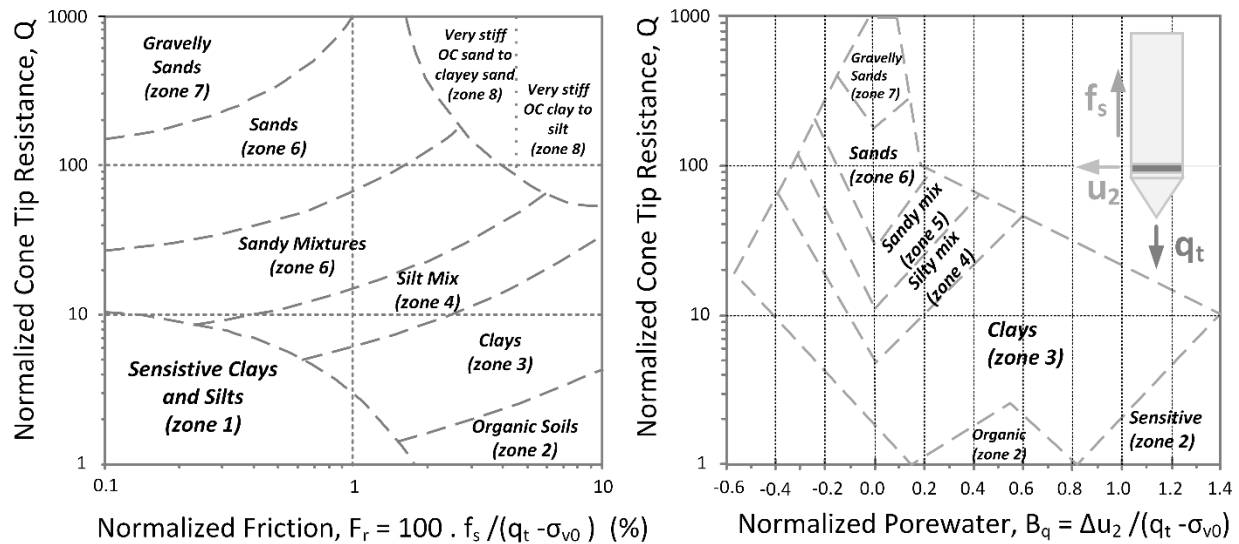 Normalized Cone Tip Resistance, Q
1000
100
10
1
0.1
1
10
Gravelly
Sands
(zone 7)
Very stiff
OC sand to
clayey sand
(zone 8)
Very stiff
OC clay to
silt
(zone 8)
Sands
(zone 6)
Sandy Mixtures
(zone 6)
Silt Mix
(zone 4)
Clays
(zone 3)
Sensistive Clays
and Silts
(zone 1)
Organic Soils
(zone 2)
Normalized Friction, Fr = 100 . fs /(qt -σv0 ) (%)
Normalized Cone Tip Resistance, Q
1000
100
10
1
-0.6 -0.4 -0.2 0.0 0.2 0.4 0.6 0.8 1.0 1.2 1.4
Gravelly
Sands
(zone 7)
fs
u2
qt
Sands
(zone 6)
Sandy mix
(zone 5)
Silty mix
(zone 4)
Clays
(zone 3)
Organic
(zone 2)
Sensitive
(zone 2)
Normalized Porewater, Bq = Δu2 /(qt -σv0)